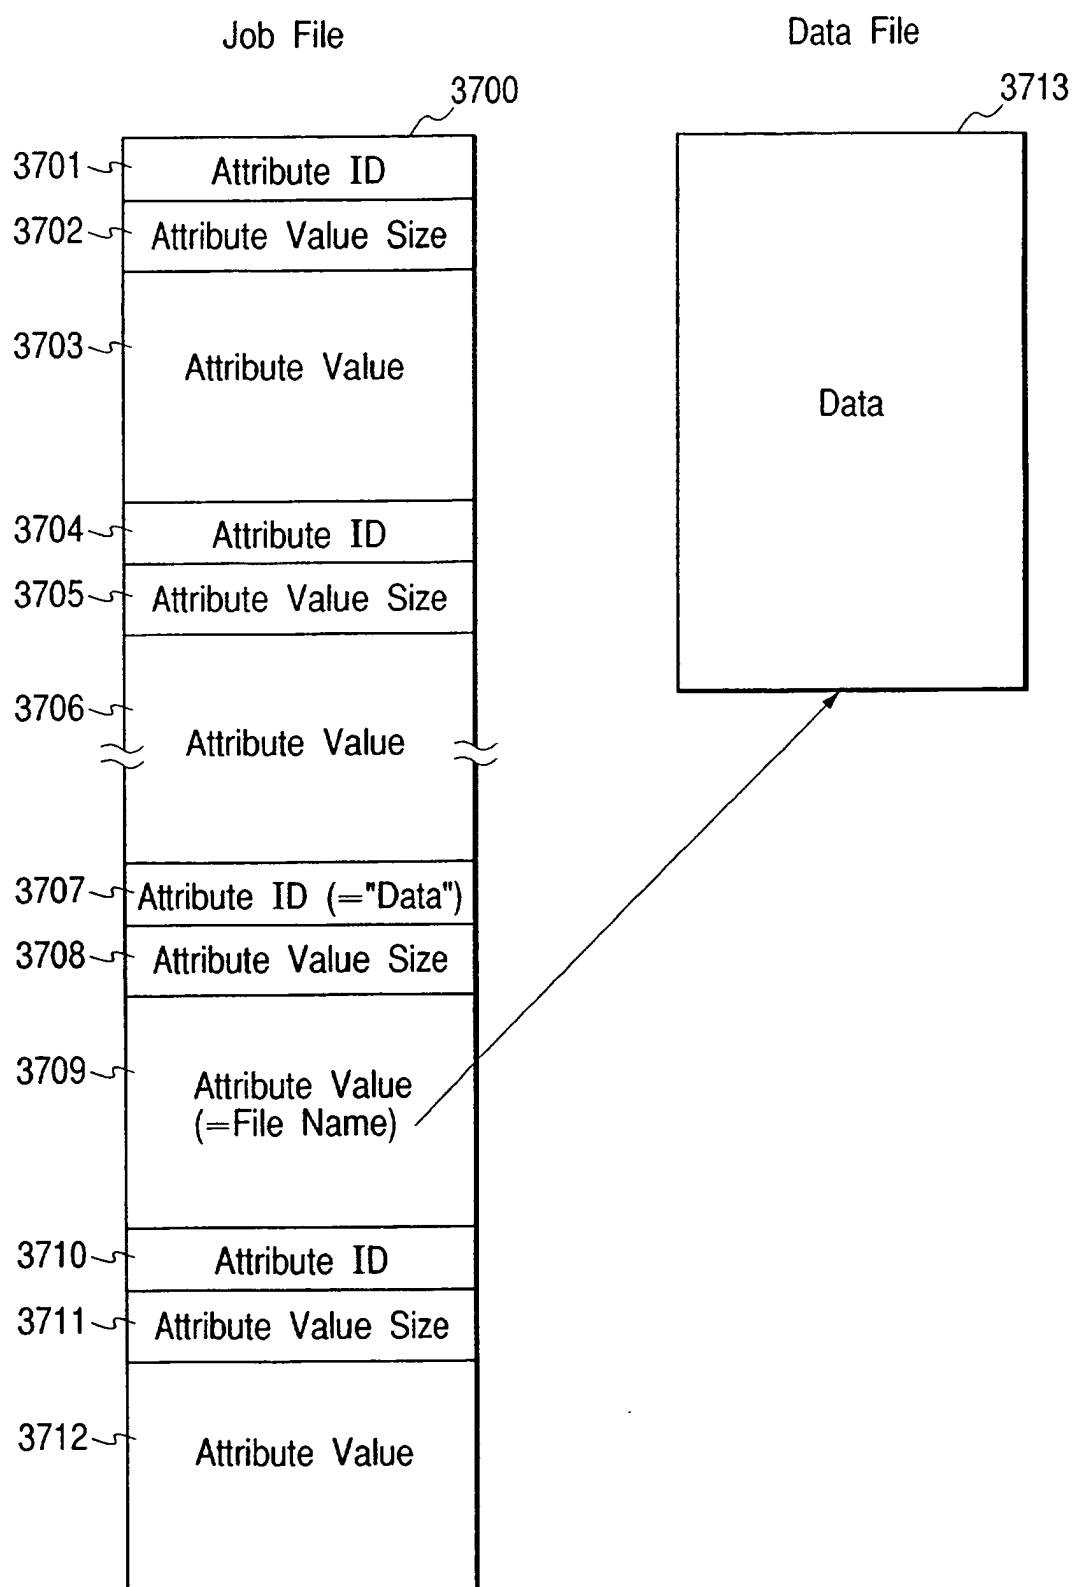 Job File
Data File
3700
3713
3701
Attribute ID
3702
Attribute Value Size
3703
Attribute Value
Data
3704
Attribute ID
3705
Attribute Value Size
3706
Attribute Value
3707
Attribute ID (="Data")
3708
Attribute Value Size
3709
Attribute Value
(=File Name)
3710
Attribute ID
3711
Attribute Value Size
3712
Attribute Value